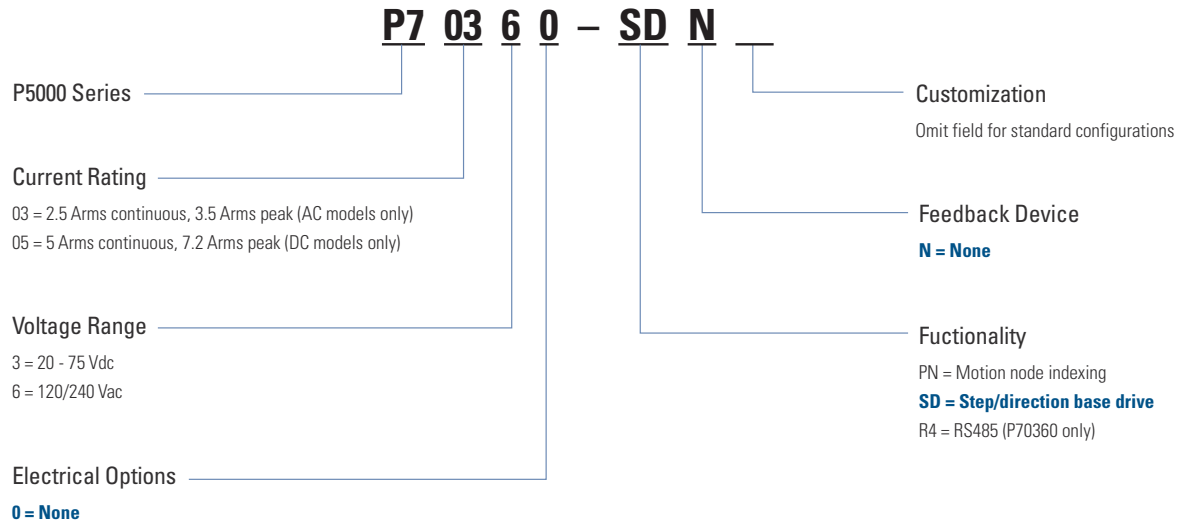 P7 03 6 0 – SD N __
P5000 Series
Current Rating
03 = 2.5 Arms continuous, 3.5 Arms peak (AC models only)
05 = 5 Arms continuous, 7.2 Arms peak (DC models only)
Voltage Range
3 = 20 - 75 Vdc
6 = 120/240 Vac
Electrical Options
0 = None
Customization
Omit field for standard configurations
Feedback Device
N = None
Fuctionality
PN = Motion node indexing
SD = Step/direction base drive
R4 = RS485 (P70360 only)